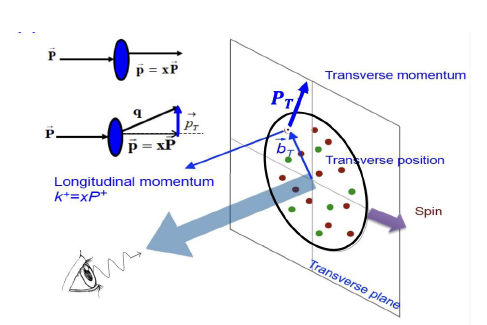 P⃗
p⃗ = xP⃗
q
P⃗
p⃗_T
p⃗ = xP⃗
Longitudinal momentum
k⁺=xP⁺
Transverse momentum
P_T
b⃗_T
Transverse position
Spin
Transverse plane